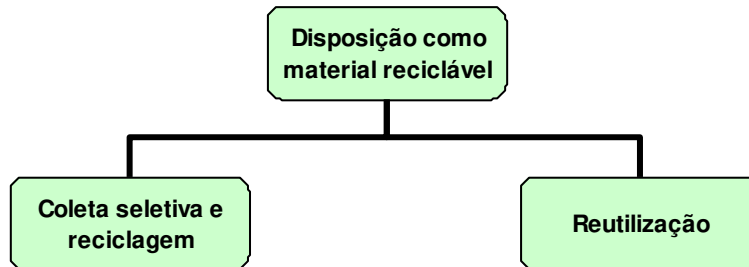 Disposição como
material reciclável
Coleta seletiva e
reciclagem
Reutilização